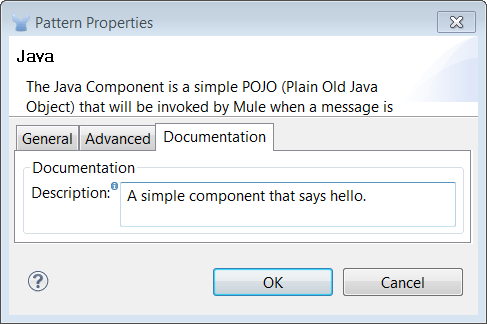 Pattern Properties
Java
The Java Component is a simple POJO (Plain Old Java
Object) that will be invoked by Mule when a message is
General Advanced Documentation
Documentation
Description:
A simple component that says hello.
?
OK Cancel